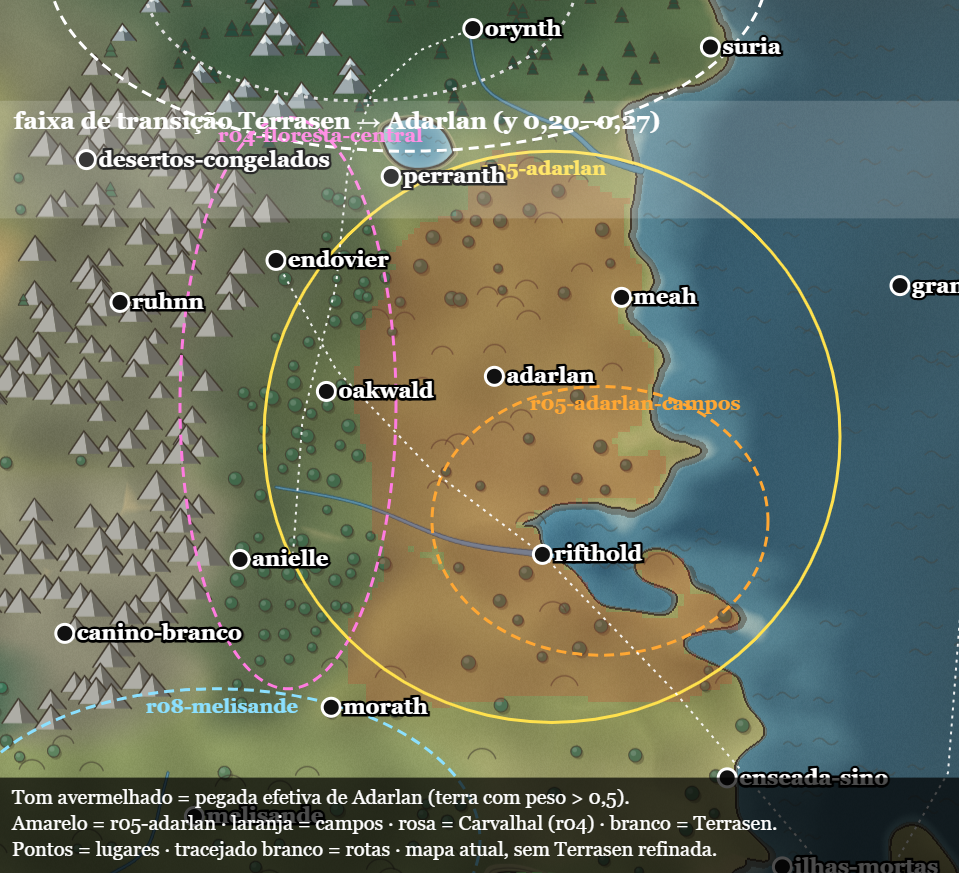 orynth
suria
faixa de transição Terrasen → Adarlan (y 0,20–0,27)
r04-floresta-central
desertos-congelados
r05-adarlan
perranth
endovier
gran
ruhnn
meah
adarlan
oakwald
r05-adarlan-campos
rifthold
anielle
canino-branco
r08-melisande
morath
enseada-sino
Tom avermelhado = pegada efetiva de Adarlan (terra com peso > 0,5).
melisande
Amarelo = r05-adarlan · laranja = campos · rosa = Carvalhal (r04) · branco = Terrasen.
Pontos = lugares · tracejado branco = rotas · mapa atual, sem Terrasen refinada.
ilhas-mortas